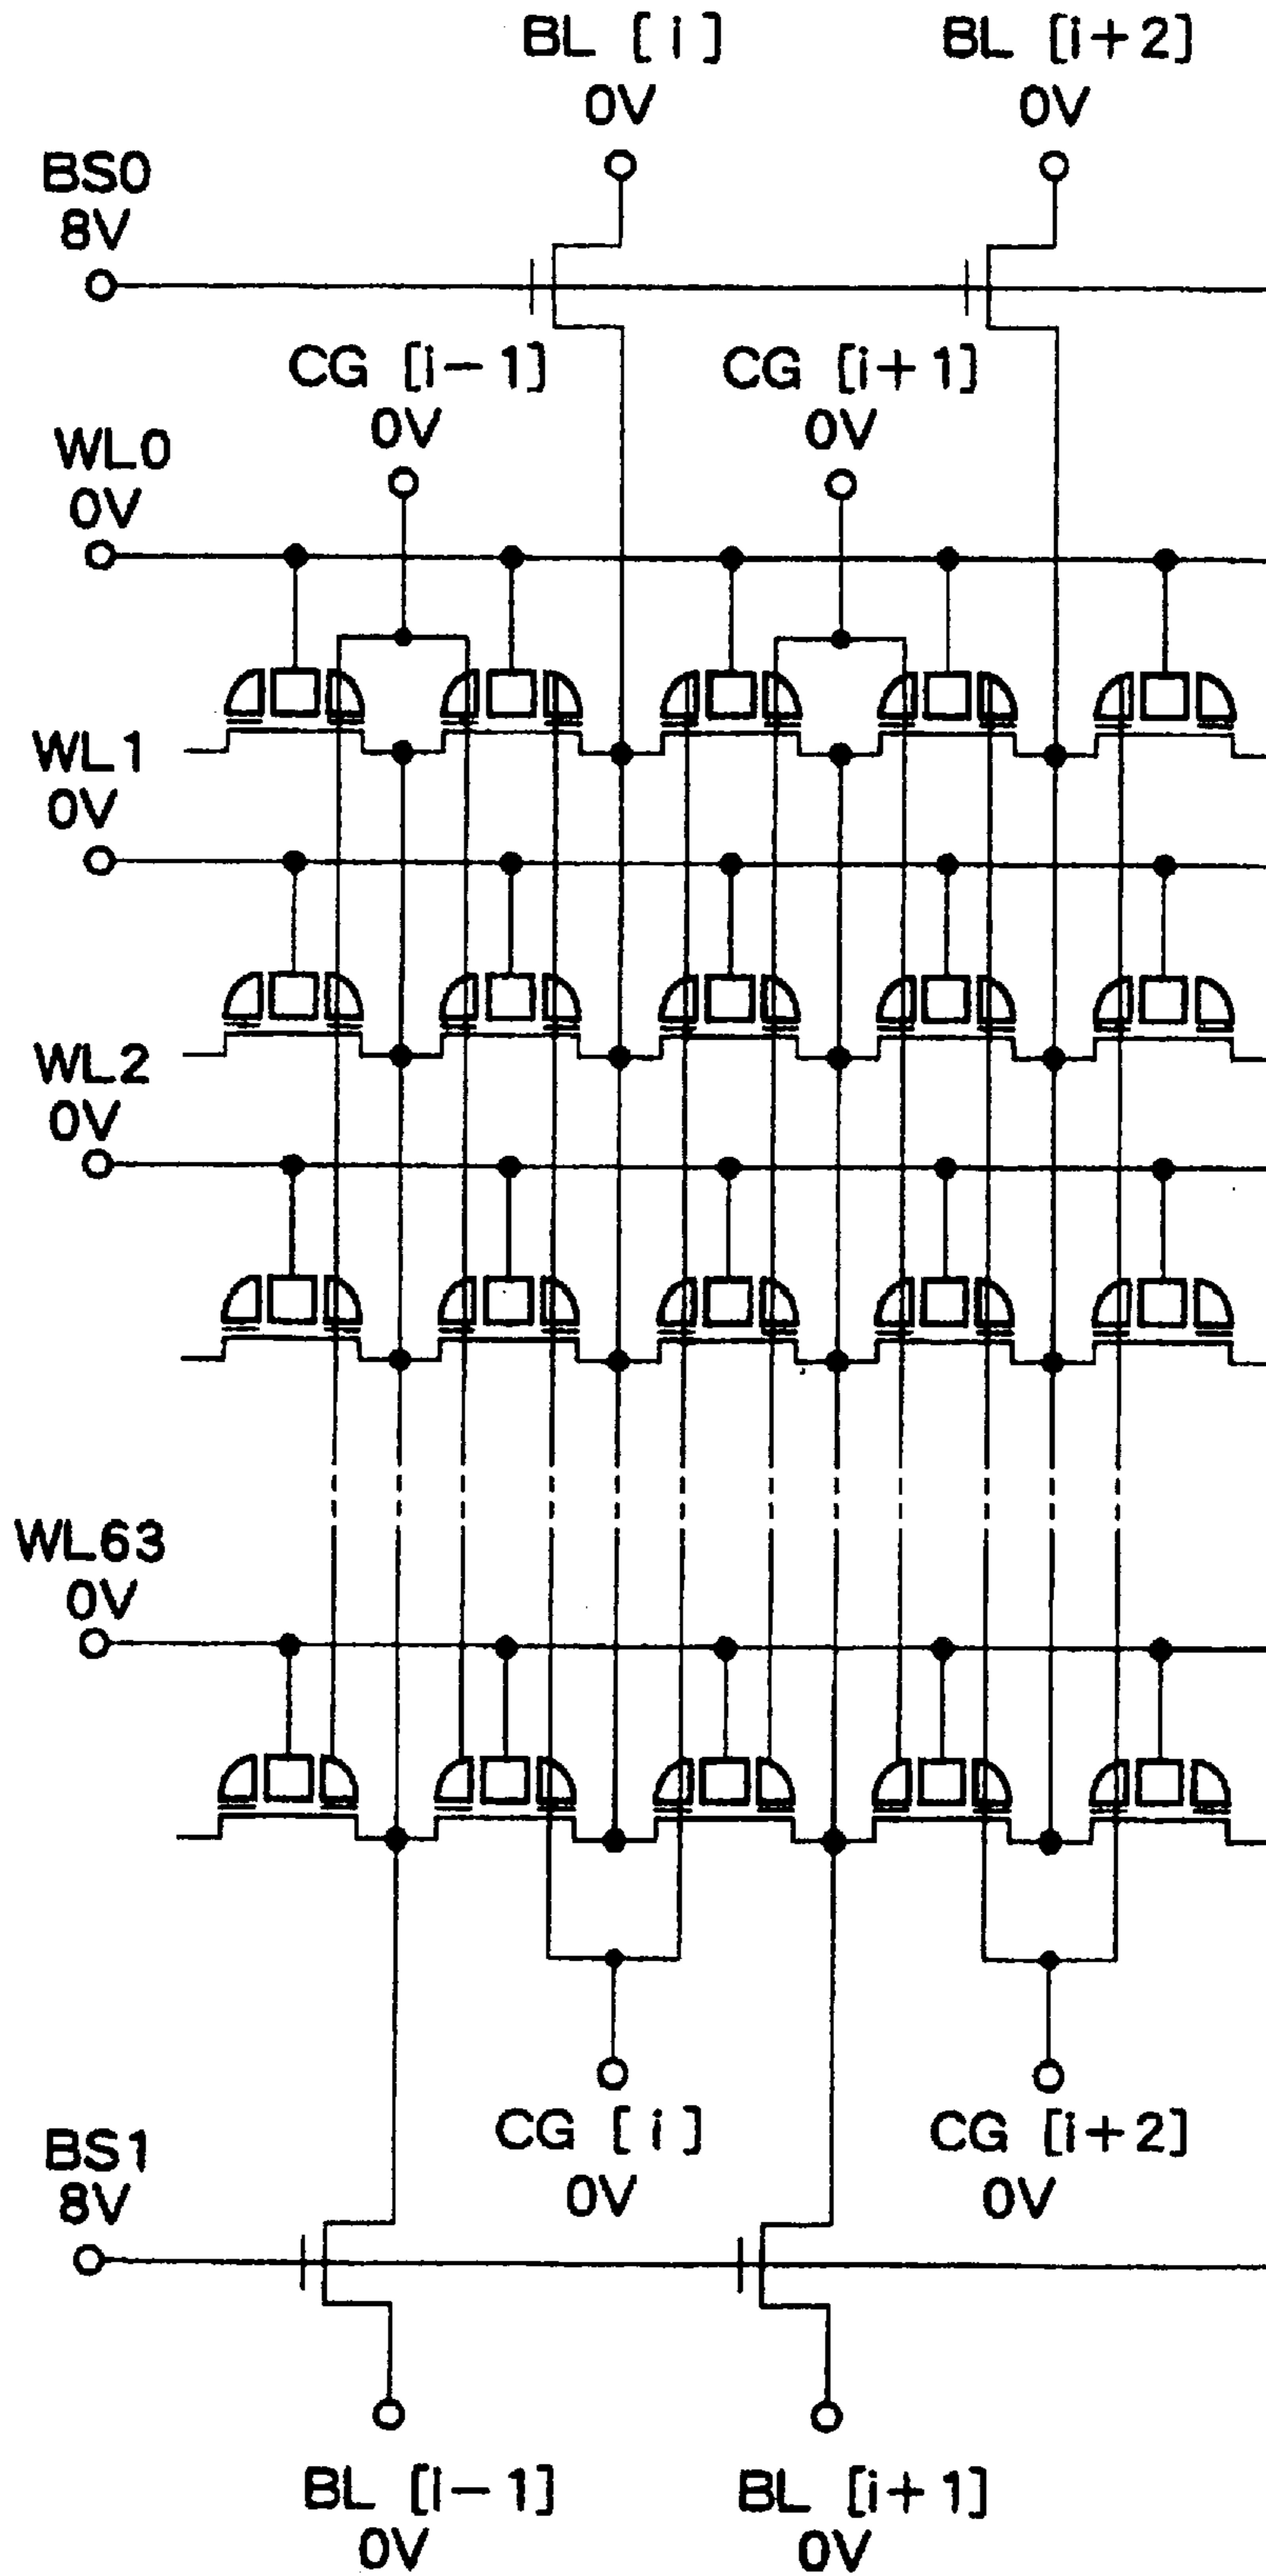 BL [i]
0V
BL [i+2]
0V
BS0
8V
CG [i-1]
0V
CG [i+1]
0V
WL0
0V
WL1
0V
WL2
0V
WL63
0V
CG [i]
0V
CG [i+2]
0V
BS1
8V
BL [i-1]
0V
BL [i+1]
0V